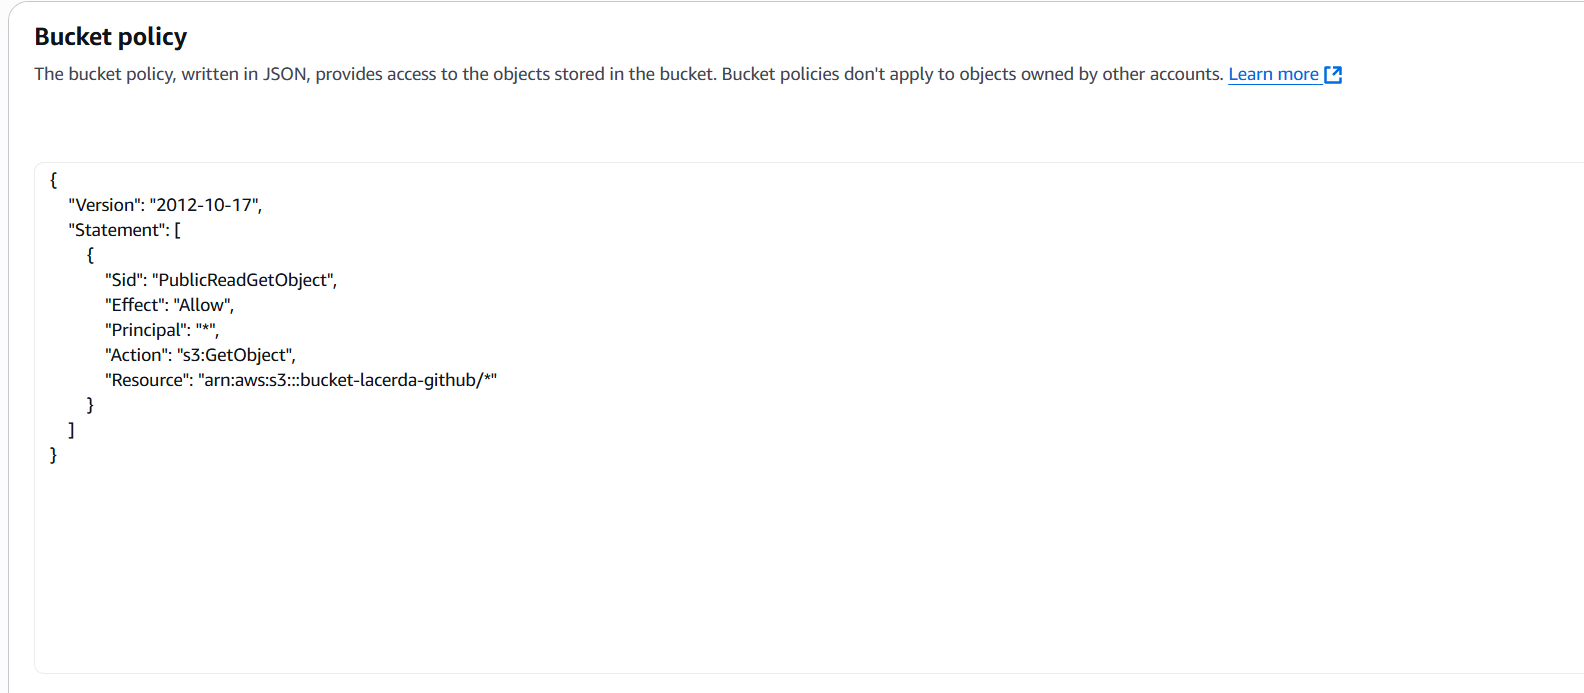 Bucket policy
The bucket policy, written in JSON, provides access to the objects stored in the bucket. Bucket policies don't apply to objects owned by other accounts. Learn more
{
"Version": "2012-10-17",
"Statement": [
{
"Sid": "PublicReadGetObject",
"Effect": "Allow",
"Principal": "*",
"Action": "s3:GetObject",
"Resource": "arn:aws:s3:::bucket-lacerda-github/*"
}
]
}